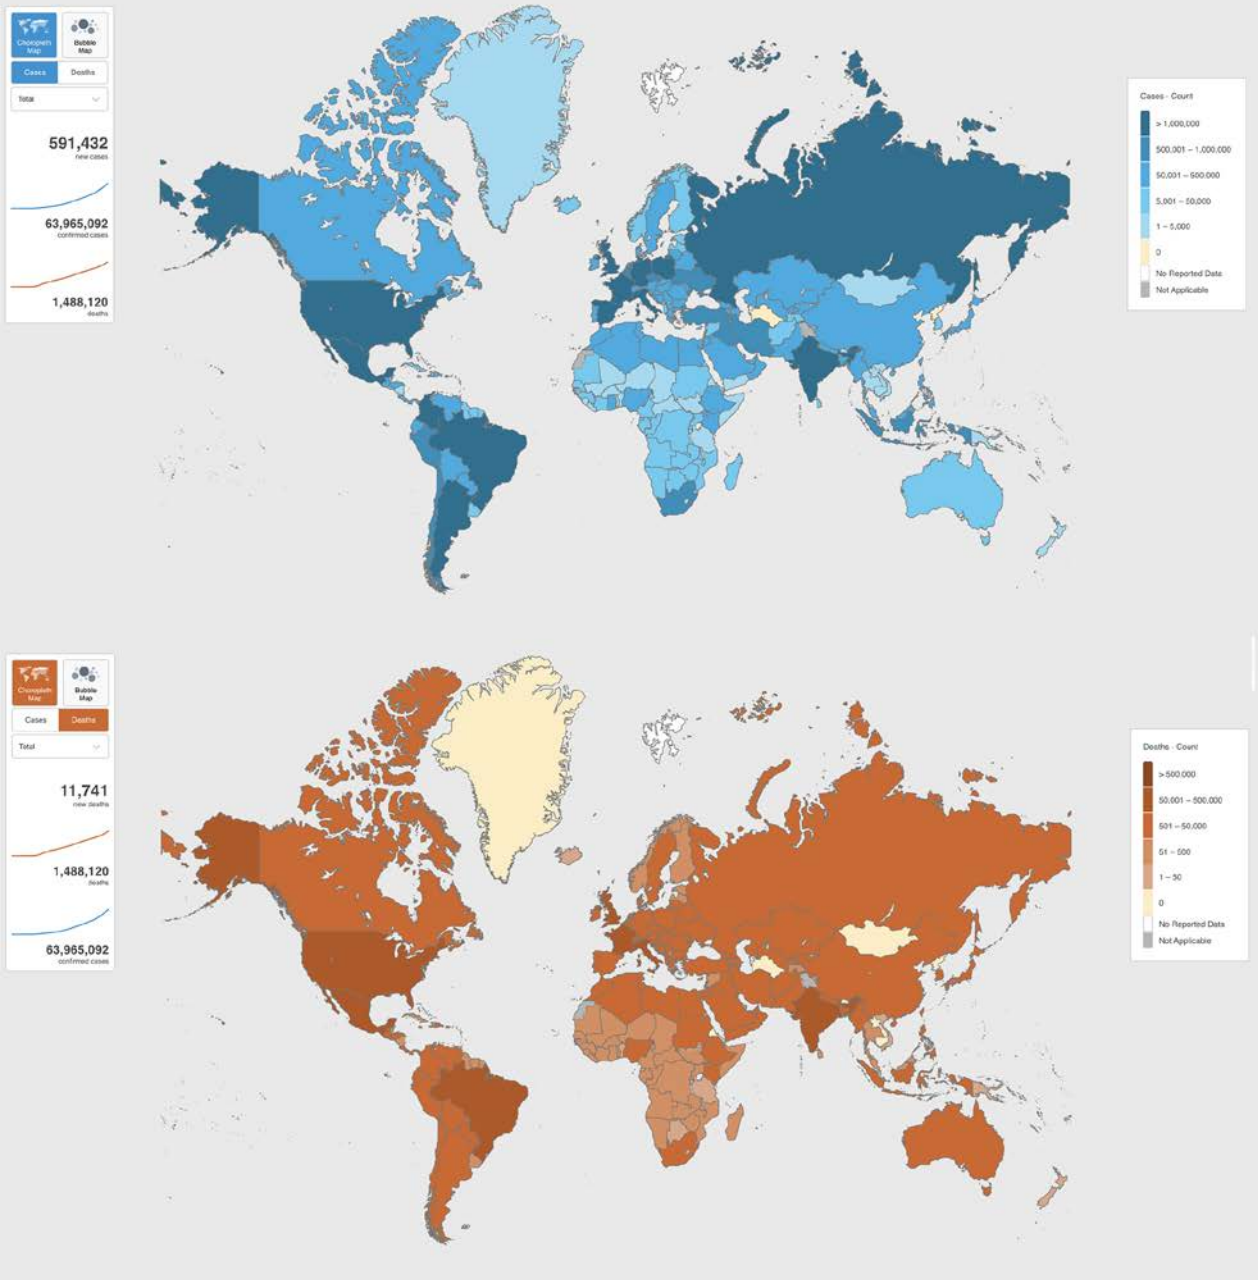 Choropleth
Map
Bubble
Map
Cases
Deaths
Total
591,432
new cases
63,965,092
confirmed cases
1,488,120
deaths
Cases - Count
> 1,000,000
500,001 – 1,000,000
50,001 – 500,000
5,001 – 50,000
1 – 5,000
0
No Reported Data
Not Applicable
Choropleth
Map
Bubble
Map
Cases
Deaths
Total
11,741
new deaths
1,488,120
deaths
63,965,092
confirmed cases
Deaths - Count
> 500,000
50,001 – 500,000
501 – 50,000
51 – 500
1 – 50
0
No Reported Data
Not Applicable